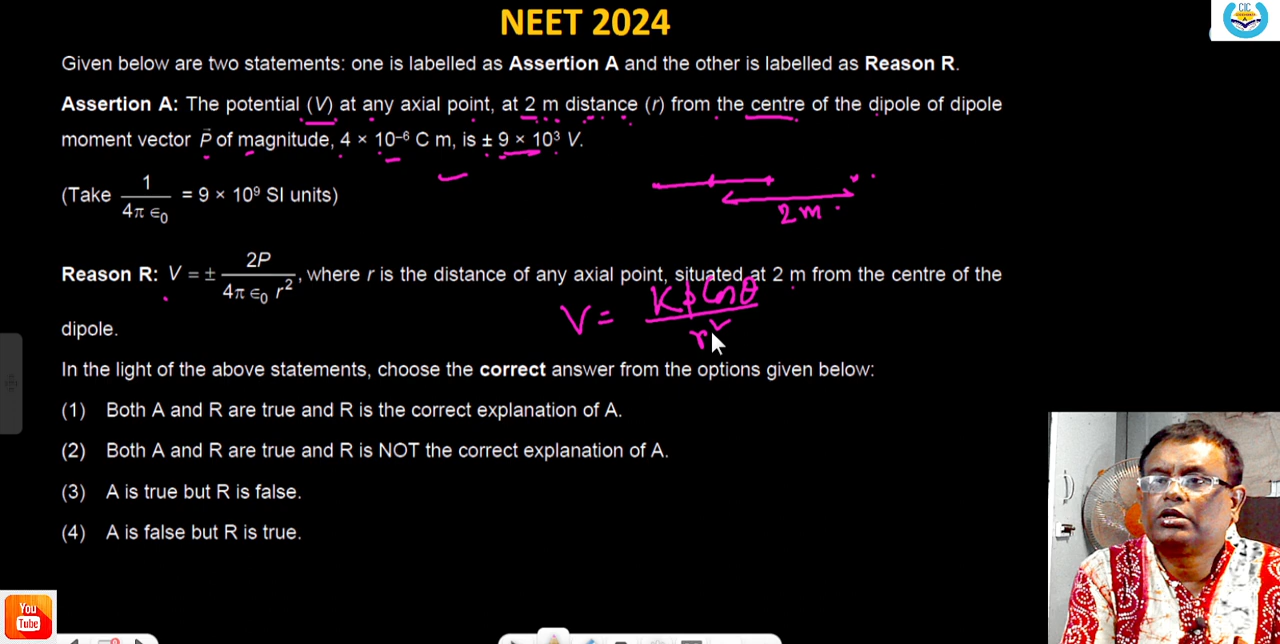 NEET 2024
CIC
Given below are two statements: one is labelled as Assertion A and the other is labelled as Reason R.
Assertion A: The potential (V) at any axial point, at 2 m distance (r) from the centre of the dipole of dipole
moment vector P⃗ of magnitude, 4 × 10⁻⁶ C m, is ± 9 × 10³ V.
(Take 1/(4π ϵ₀) = 9 × 10⁹ SI units)
2 m
Reason R: V = ± 2P/(4π ϵ₀ r²), where r is the distance of any axial point, situated at 2 m from the centre of the
V = Kp Cosθ/r²
dipole.
In the light of the above statements, choose the correct answer from the options given below:
(1) Both A and R are true and R is the correct explanation of A.
(2) Both A and R are true and R is NOT the correct explanation of A.
(3) A is true but R is false.
(4) A is false but R is true.
You
Tube